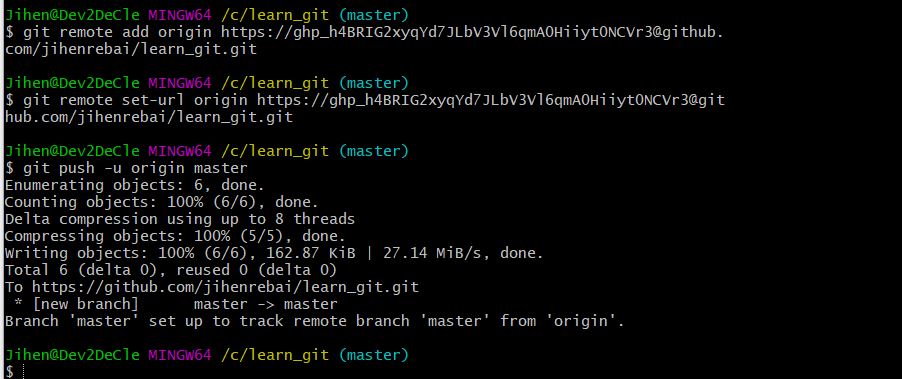 Jihen@Dev2DeCle MINGW64 /c/learn_git (master)
$ git remote add origin https://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@github.
com/jihenrebai/learn_git.git
Jihen@Dev2DeCle MINGW64 /c/learn_git (master)
$ git remote set-url origin https://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@git
hub.com/jihenrebai/learn_git.git
Jihen@Dev2DeCle MINGW64 /c/learn_git (master)
$ git push -u origin master
Enumerating objects: 6, done.
Counting objects: 100% (6/6), done.
Delta compression using up to 8 threads
Compressing objects: 100% (5/5), done.
Writing objects: 100% (6/6), 162.87 KiB | 27.14 MiB/s, done.
Total 6 (delta 0), reused 0 (delta 0)
To https://github.com/jihenrebai/learn_git.git
 * [new branch]      master -> master
Branch 'master' set up to track remote branch 'master' from 'origin'.
Jihen@Dev2DeCle MINGW64 /c/learn_git (master)
$